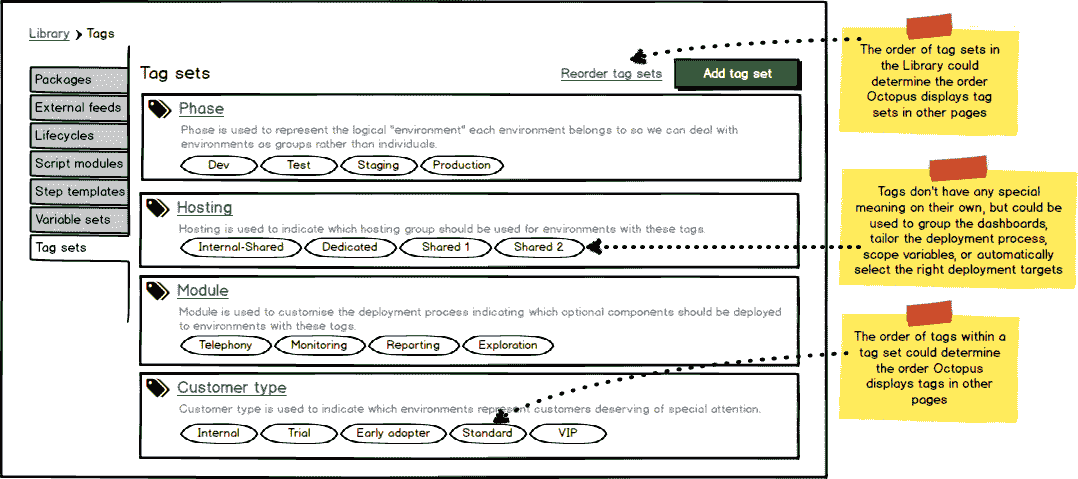 Library > Tags
Packages
External feeds
Lifecycles
Script modules
Step templates
Variable sets
Tag sets
Tag sets
Reorder tag sets
Add tag set
Phase
Phase is used to represent the logical "environment" each environment belongs to so we can deal with
environments as groups rather than individuals.
Dev Test Staging Production
Hosting
Hosting is used to indicate which hosting group should be used for environments with these tags.
Internal-Shared Dedicated Shared 1 Shared 2
Module
Module is used to customise the deployment process indicating which optional components should be deployed
to environments with these tags.
Telephony Monitoring Reporting Exploration
Customer type
Customer type is used to indicate which environments represent customers deserving of special attention.
Internal Trial Early adopter Standard VIP
The order of tag sets in
the Library could
determine the order
Octopus displays tag
sets in other pages
Tags don't have any special
meaning on their own, but could be
used to group the dashboards,
tailor the deployment process,
scope variables, or automatically
select the right deployment targets
The order of tags within a
tag set could determine
the order Octopus
displays tags in other
pages